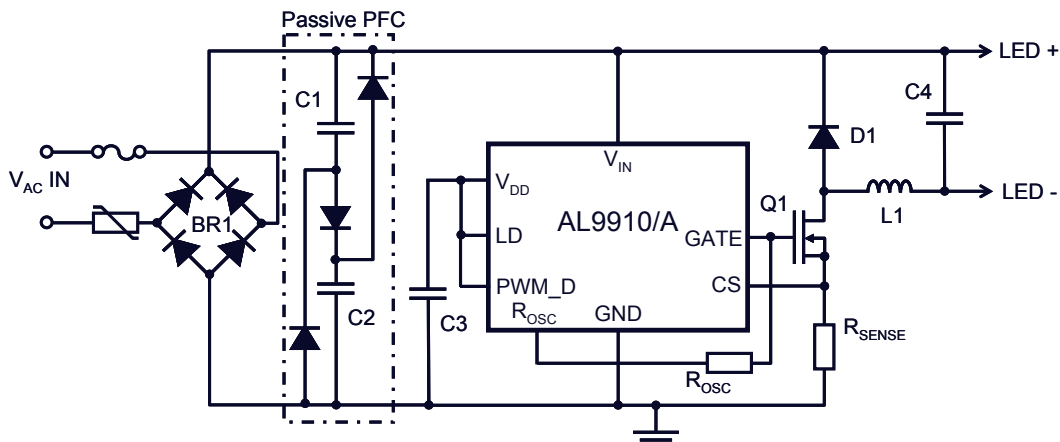 Passive PFC
LED +
C1
C4
D1
V_IN
V_AC IN
V_DD
BR1
AL9910/A
Q1
L1
LED -
LD
GATE
PWM_D
CS
C2
C3
R_OSC
GND
R_SENSE
R_OSC